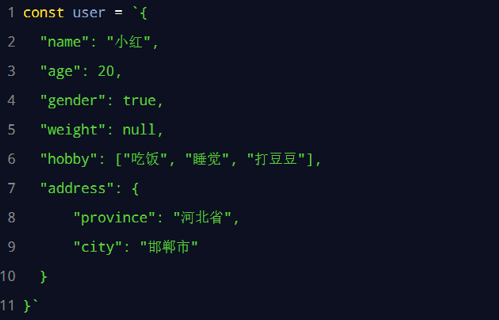 1 const user = `{
2   "name": "小红",
3   "age": 20,
4   "gender": true,
5   "weight": null,
6   "hobby": ["吃饭", "睡觉", "打豆豆"],
7   "address": {
8       "province": "河北省",
9       "city": "邯郸市"
10   }
11 }`